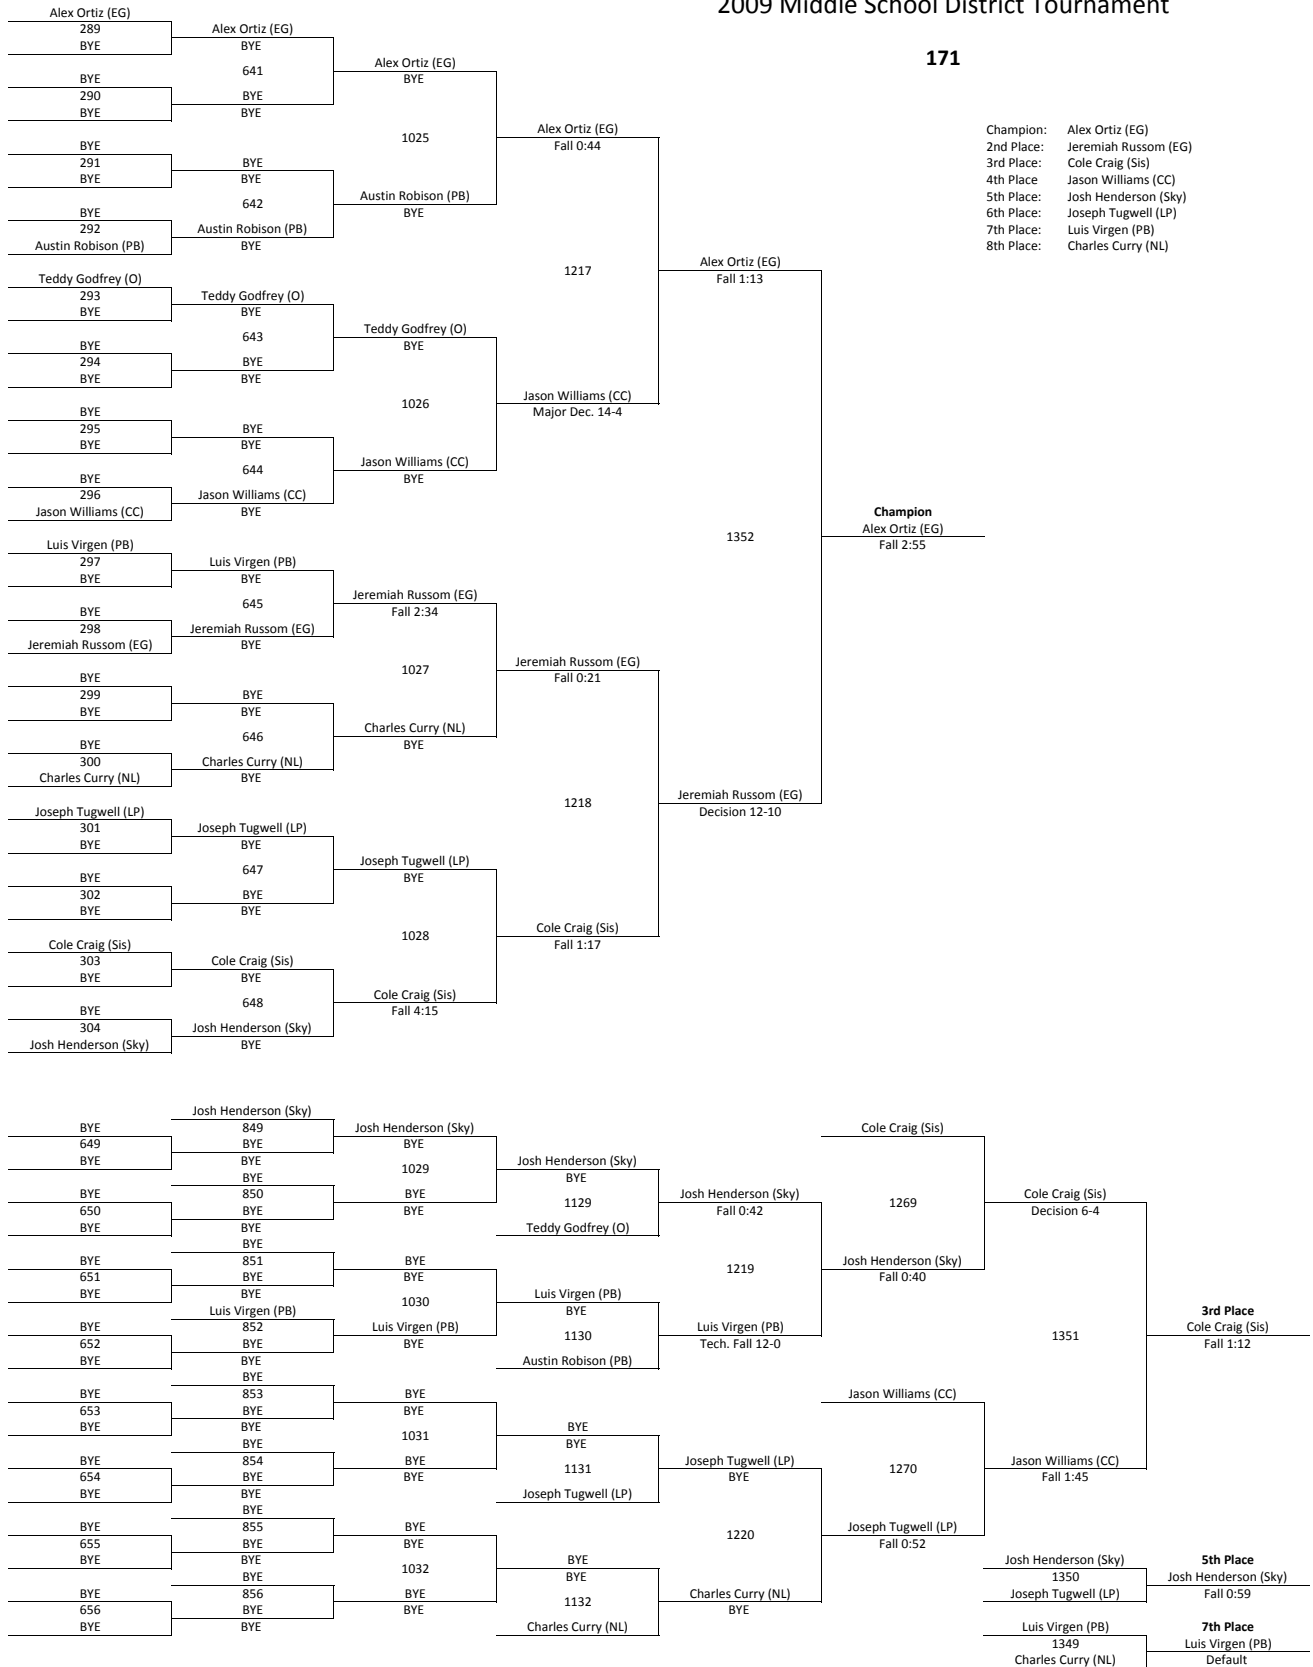 2009 Middle School District Tournament
171
Champion: Alex Ortiz (EG)
2nd Place: Jeremiah Russom (EG)
3rd Place: Cole Craig (Sis)
4th Place Jason Williams (CC)
5th Place: Josh Henderson (Sky)
6th Place: Joseph Tugwell (LP)
7th Place: Luis Virgen (PB)
8th Place: Charles Curry (NL)
Alex Ortiz (EG)
289
BYE
BYE
290
BYE
BYE
291
BYE
BYE
292
Austin Robison (PB)
Teddy Godfrey (O)
293
BYE
BYE
294
BYE
BYE
295
BYE
BYE
296
Jason Williams (CC)
Luis Virgen (PB)
297
BYE
BYE
298
Jeremiah Russom (EG)
BYE
299
BYE
BYE
300
Charles Curry (NL)
Joseph Tugwell (LP)
301
BYE
BYE
302
BYE
Cole Craig (Sis)
303
BYE
BYE
304
Josh Henderson (Sky)
Alex Ortiz (EG)
BYE
641
BYE
BYE
BYE
BYE
642
Austin Robison (PB)
BYE
Teddy Godfrey (O)
BYE
643
BYE
BYE
BYE
BYE
644
Jason Williams (CC)
BYE
Luis Virgen (PB)
BYE
645
Jeremiah Russom (EG)
BYE
BYE
BYE
646
Charles Curry (NL)
BYE
Joseph Tugwell (LP)
BYE
647
BYE
BYE
Cole Craig (Sis)
BYE
648
Josh Henderson (Sky)
BYE
Alex Ortiz (EG)
BYE
1025
Austin Robison (PB)
BYE
Teddy Godfrey (O)
BYE
1026
Jason Williams (CC)
BYE
Jeremiah Russom (EG)
Fall 2:34
1027
Charles Curry (NL)
BYE
Joseph Tugwell (LP)
BYE
1028
Cole Craig (Sis)
Fall 4:15
Alex Ortiz (EG)
Fall 0:44
1217
Jason Williams (CC)
Major Dec. 14-4
Jeremiah Russom (EG)
Fall 0:21
1218
Cole Craig (Sis)
Fall 1:17
Alex Ortiz (EG)
Fall 1:13
1352
Jeremiah Russom (EG)
Decision 12-10
Champion
Alex Ortiz (EG)
Fall 2:55
BYE
649
BYE
BYE
650
BYE
BYE
651
BYE
BYE
652
BYE
BYE
653
BYE
BYE
654
BYE
BYE
655
BYE
BYE
656
BYE
Josh Henderson (Sky)
849
BYE
BYE
BYE
850
BYE
BYE
BYE
851
BYE
BYE
Luis Virgen (PB)
852
BYE
BYE
BYE
853
BYE
BYE
BYE
854
BYE
BYE
BYE
855
BYE
BYE
BYE
856
BYE
BYE
Josh Henderson (Sky)
BYE
1029
BYE
BYE
BYE
BYE
1030
Luis Virgen (PB)
BYE
BYE
BYE
1031
BYE
BYE
BYE
BYE
1032
BYE
BYE
Josh Henderson (Sky)
BYE
1129
Teddy Godfrey (O)
Luis Virgen (PB)
BYE
1130
Austin Robison (PB)
BYE
BYE
1131
Joseph Tugwell (LP)
BYE
BYE
1132
Charles Curry (NL)
Josh Henderson (Sky)
Fall 0:42
1219
Luis Virgen (PB)
Tech. Fall 12-0
Joseph Tugwell (LP)
BYE
1220
Charles Curry (NL)
BYE
Cole Craig (Sis)
1269
Josh Henderson (Sky)
Fall 0:40
Jason Williams (CC)
1270
Joseph Tugwell (LP)
Fall 0:52
Cole Craig (Sis)
Decision 6-4
1351
Jason Williams (CC)
Fall 1:45
3rd Place
Cole Craig (Sis)
Fall 1:12
Josh Henderson (Sky)
1350
Joseph Tugwell (LP)
5th Place
Josh Henderson (Sky)
Fall 0:59
Luis Virgen (PB)
1349
Charles Curry (NL)
7th Place
Luis Virgen (PB)
Default